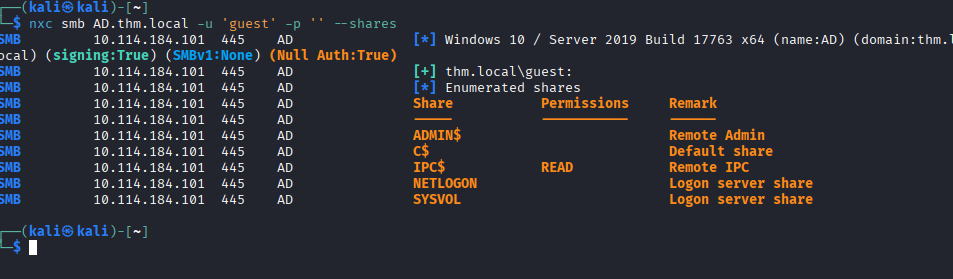 ┌──(kali㉿kali)-[~]
└─$ nxc smb AD.thm.local -u 'guest' -p '' --shares
SMB 10.114.184.101 445 AD [*] Windows 10 / Server 2019 Build 17763 x64 (name:AD) (domain:thm.l
ocal) (signing:True) (SMBv1:None) (Null Auth:True)
SMB 10.114.184.101 445 AD [+] thm.local\guest:
SMB 10.114.184.101 445 AD [*] Enumerated shares
SMB 10.114.184.101 445 AD Share Permissions Remark
SMB 10.114.184.101 445 AD ----- ----------- ------
SMB 10.114.184.101 445 AD ADMIN$ Remote Admin
SMB 10.114.184.101 445 AD C$ Default share
SMB 10.114.184.101 445 AD IPC$ READ Remote IPC
SMB 10.114.184.101 445 AD NETLOGON Logon server share
SMB 10.114.184.101 445 AD SYSVOL Logon server share
┌──(kali㉿kali)-[~]
└─$